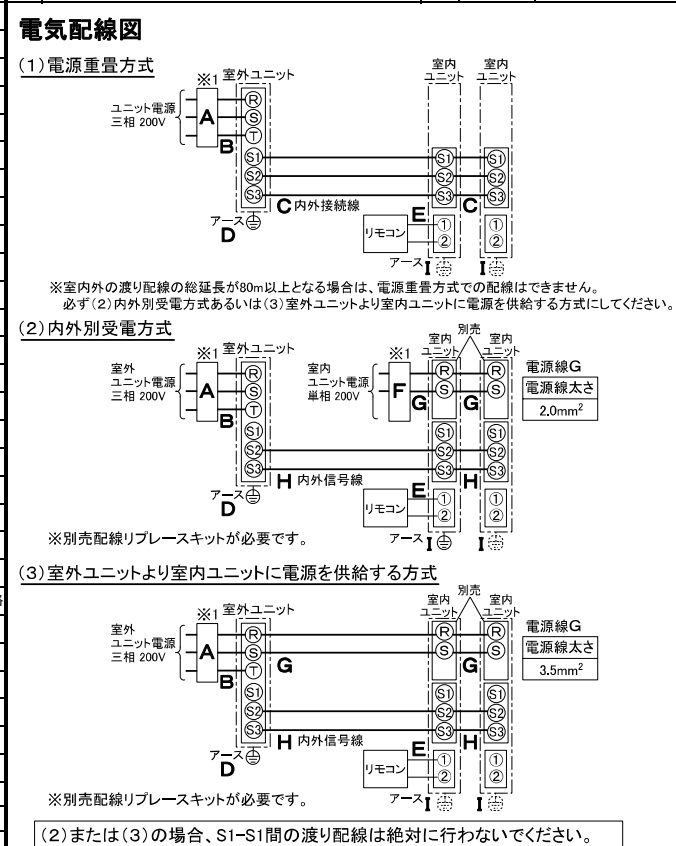 電気配線図
(1)電源重畳方式
※1 室外ユニット
室内ユニット
室内ユニット
ユニット電源
三相 200V
A
B
R
S
T
S1
S2
S3
S1
S2
S3
S1
S2
S3
C 内外接続線
C
アース
D
E
リモコン
①
②
①
②
アース I
I
※室内外の渡り配線の総延長が80m以上となる場合は、電源重畳方式での配線はできません。
必ず(2)内外別受電方式あるいは(3)室外ユニットより室内ユニットに電源を供給する方式にしてください。
(2)内外別受電方式
※1 室外ユニット
※1
室内ユニット
別売
室内ユニット
室外
ユニット電源
三相 200V
A
B
R
S
T
S1
S2
S3
室内
ユニット電源
単相 200V
F
G
R
S
G
R
S
電源線G
電源線太さ
2.0mm²
S1
S2
S3
S1
S2
S3
H 内外信号線
H
アース
D
E
リモコン
①
②
①
②
アース I
I
※別売配線リプレースキットが必要です。
(3)室外ユニットより室内ユニットに電源を供給する方式
※1 室外ユニット
室内ユニット
別売
室内ユニット
室外
ユニット電源
三相 200V
A
B
R
S
T
S1
S2
S3
G
R
S
G
R
S
電源線G
電源線太さ
3.5mm²
S1
S2
S3
S1
S2
S3
H 内外信号線
H
アース
D
E
リモコン
①
②
①
②
アース I
I
※別売配線リプレースキットが必要です。
(2)または(3)の場合、S1-S1間の渡り配線は絶対に行わないでください。